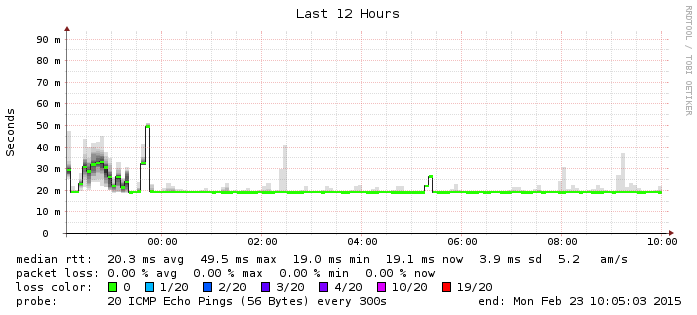 Last 12 Hours
RRDTOOL / TOBI OETIKER
Seconds
90 m
80 m
70 m
60 m
50 m
40 m
30 m
20 m
10 m
0
00:00 02:00 04:00 06:00 08:00 10:00
median rtt: 20.3 ms avg 49.5 ms max 19.0 ms min 19.1 ms now 3.9 ms sd 5.2 am/s
packet loss: 0.00 % avg 0.00 % max 0.00 % min 0.00 % now
loss color: 0 1/20 2/20 3/20 4/20 10/20 19/20
probe: 20 ICMP Echo Pings (56 Bytes) every 300s end: Mon Feb 23 10:05:03 2015